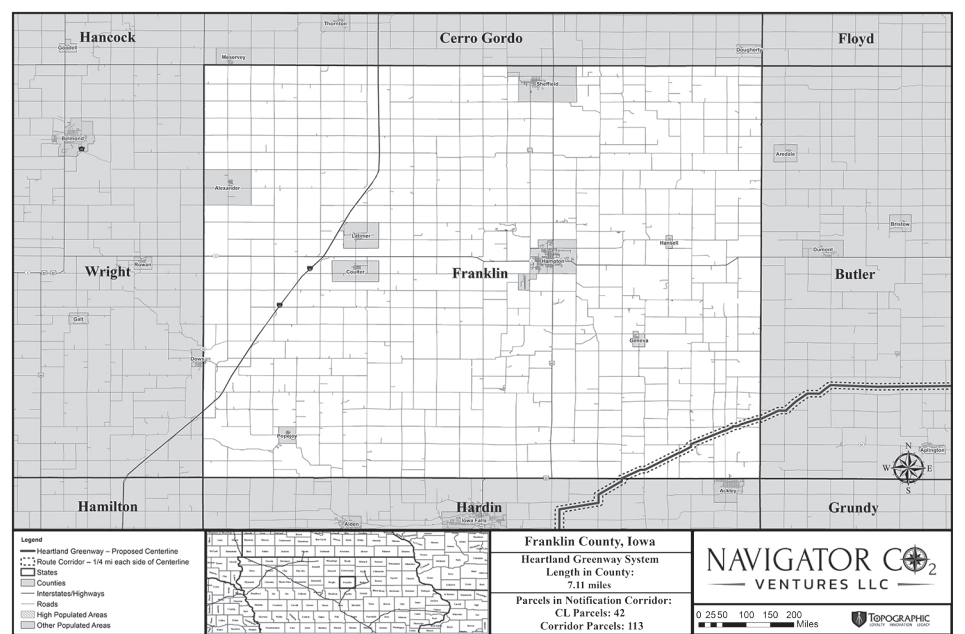 Thornton
Hancock
Cerro Gordo
Floyd
Goodell
Dougherty
Meservey
Sheffield
Belmond
Aredale
Alexander
Bristow
Latimer
Hansell
Dumont
Hampton
Rowan
Coulter
Wright
Franklin
Butler
Galt
Geneva
Dows
Popejoy
N
Aplington
W
E
S
Ackley
Hamilton
Hardin
Grundy
Alden
Iowa Falls
Legend
Heartland Greenway – Proposed Centerline
Route Corridor – 1/4 mi each side of Centerline
States
Counties
Interstates/Highways
Roads
High Populated Areas
Other Populated Areas
Franklin County, Iowa
Heartland Greenway System
Length in County:
7.11 miles
Parcels in Notification Corridor:
CL Parcels: 42
Corridor Parcels: 113
NAVIGATOR CO2
VENTURES LLC
0 25 50 100 150 200
Miles
TOPOGRAPHIC
LOYALTY INNOVATION LEGACY